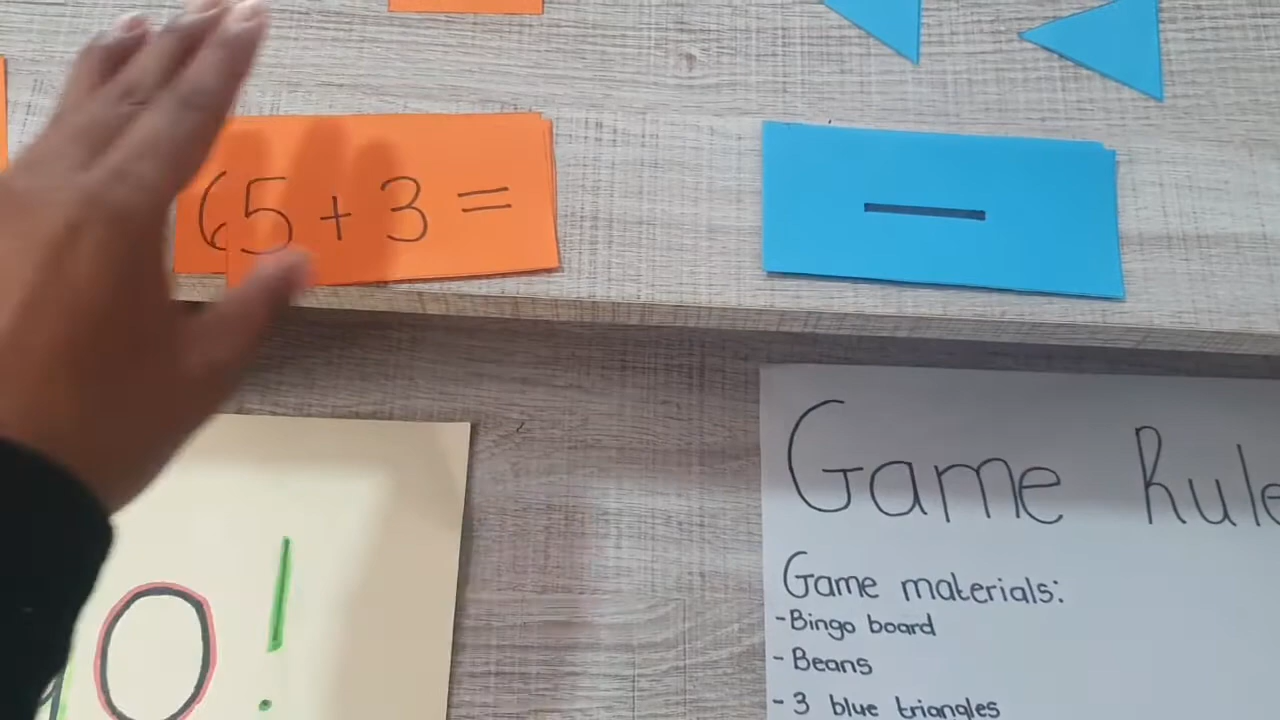 65 + 3 =
—
O!
Game Rule
Game materials:
- Bingo board
- Beans
- 3 blue triangles